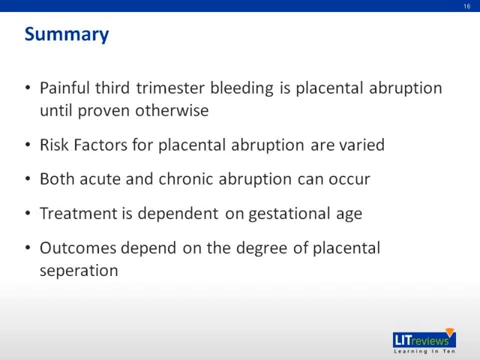 16
Summary
• Painful third trimester bleeding is placental abruption
until proven otherwise
• Risk Factors for placental abruption are varied
• Both acute and chronic abruption can occur
• Treatment is dependent on gestational age
• Outcomes depend on the degree of placental
seperation
LITreviews
Learning In Ten